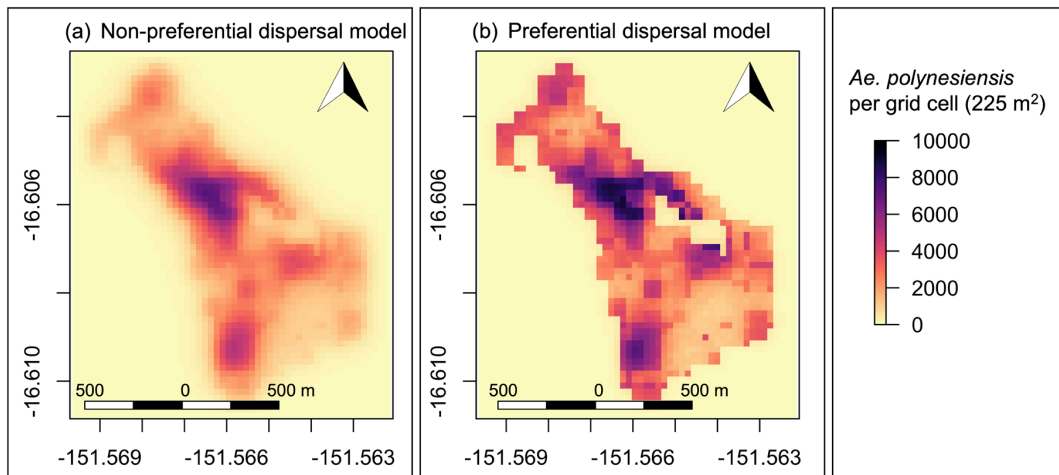 (a) Non-preferential dispersal model
-16.606
-16.610
500 0 500 m
-151.569 -151.566 -151.563
(b) Preferential dispersal model
-16.606
-16.610
500 0 500 m
-151.569 -151.566 -151.563
Ae. polynesiensis
per grid cell (225 m²)
10000
8000
6000
4000
2000
0